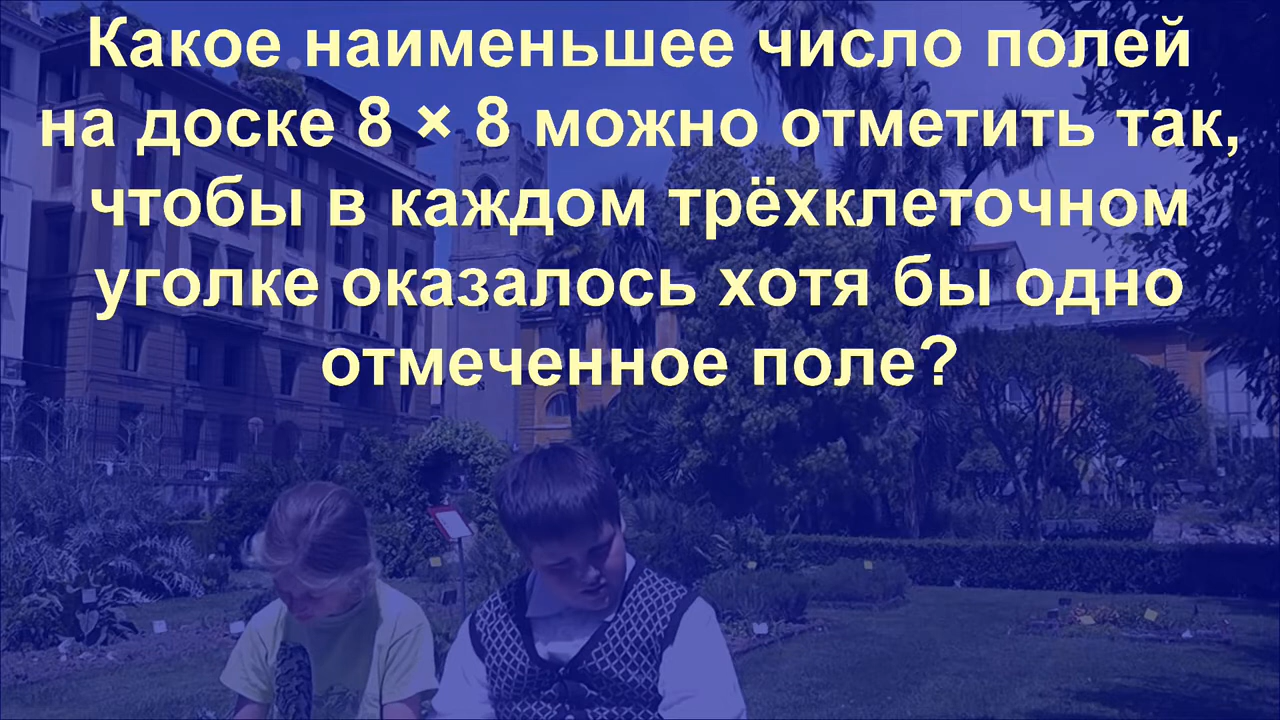 Какое наименьшее число полей
на доске 8 × 8 можно отметить так,
чтобы в каждом трёхклеточном
уголке оказалось хотя бы одно
отмеченное поле?